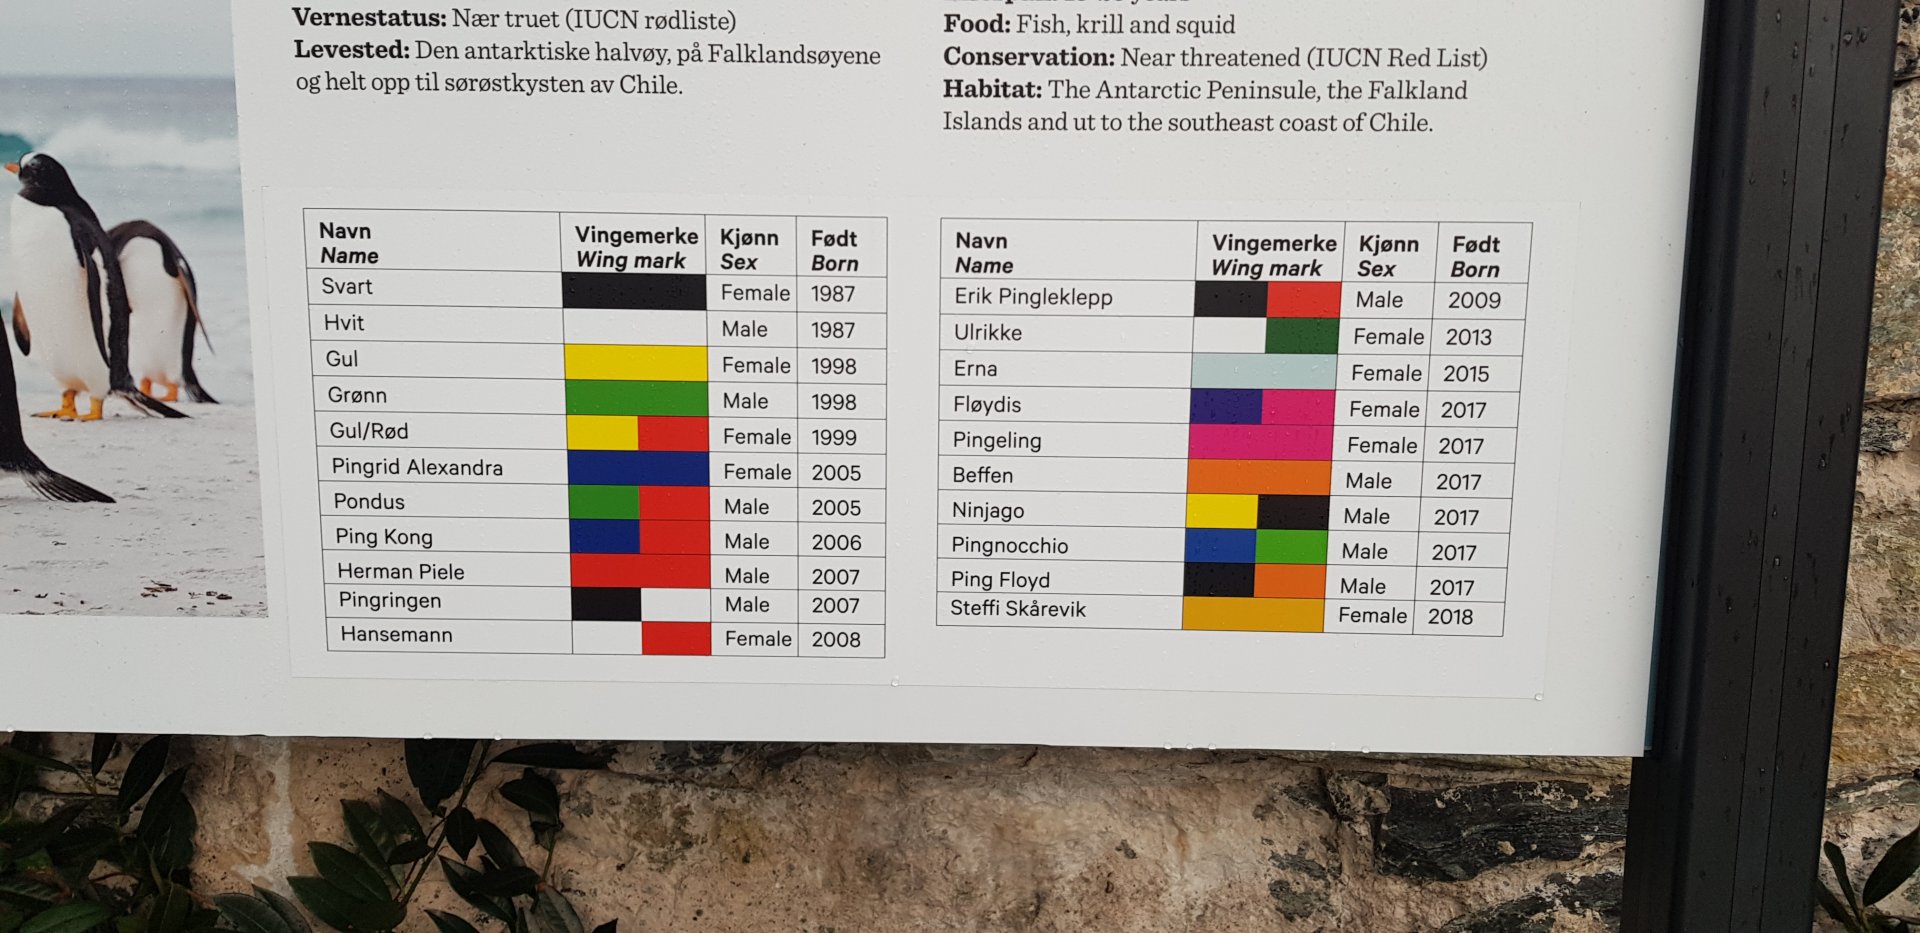 Vernestatus: Nær truet (IUCN rødliste)
Levested: Den antarktiske halvøy, på Falklandsøyene
og helt opp til sørøstkysten av Chile.
Food: Fish, krill and squid
Conservation: Near threatened (IUCN Red List)
Habitat: The Antarctic Peninsule, the Falkland
Islands and ut to the southeast coast of Chile.
Navn Vingemerke Kjønn Født
Name Wing mark Sex Born
Svart Female 1987
Hvit Male 1987
Gul Female 1998
Grønn Male 1998
Gul/Rød Female 1999
Pingrid Alexandra Female 2005
Pondus Male 2005
Ping Kong Male 2006
Herman Piele Male 2007
Pingringen Male 2007
Hansemann Female 2008
Navn Vingemerke Kjønn Født
Name Wing mark Sex Born
Erik Pingleklepp Male 2009
Ulrikke Female 2013
Erna Female 2015
Fløydis Female 2017
Pingeling Female 2017
Beffen Male 2017
Ninjago Male 2017
Pingnocchio Male 2017
Ping Floyd Male 2017
Steffi Skårevik Female 2018